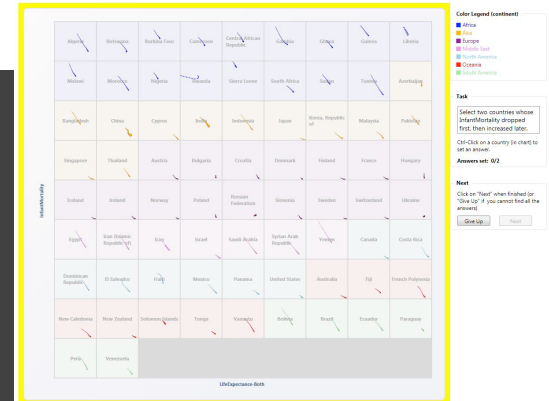 Color Legend (continent)
Africa
Asia
Europe
Middle East
North America
Oceania
South America
Task
Select two countries whose
InfantMortality dropped
first, then increased later.
Ctrl-Click on a country (in chart) to
set an answer.
Answers set: 0/2
Next
Click on "Next" when finished (or
"Give Up" if you cannot find all the
answers)
Give Up Next
InfantMortality
Algeria Botswana Burkina Faso Cameroon Central African
Republic Gambia Ghana Guinea Liberia
Malawi Morocco Nigeria Rwanda Sierra Leone South Africa Sudan Tunisia Azerbaijan
Bangladesh China Cyprus India Indonesia Japan Korea, Republic
of Malaysia Pakistan
Singapore Thailand Austria Bulgaria Croatia Denmark Finland France Hungary
Iceland Ireland Norway Poland Russian
Federation Slovenia Sweden Switzerland Ukraine
Egypt Iran (Islamic
Republic of) Iraq Israel Saudi Arabia Syrian Arab
Republic Yemen Canada Costa Rica
Dominican
Republic El Salvador Haiti Mexico Panama United States Australia Fiji French Polynesia
New Caledonia New Zealand Solomon Islands Tonga Vanuatu Bolivia Brazil Ecuador Paraguay
Peru Venezuela
LifeExpectance-Both